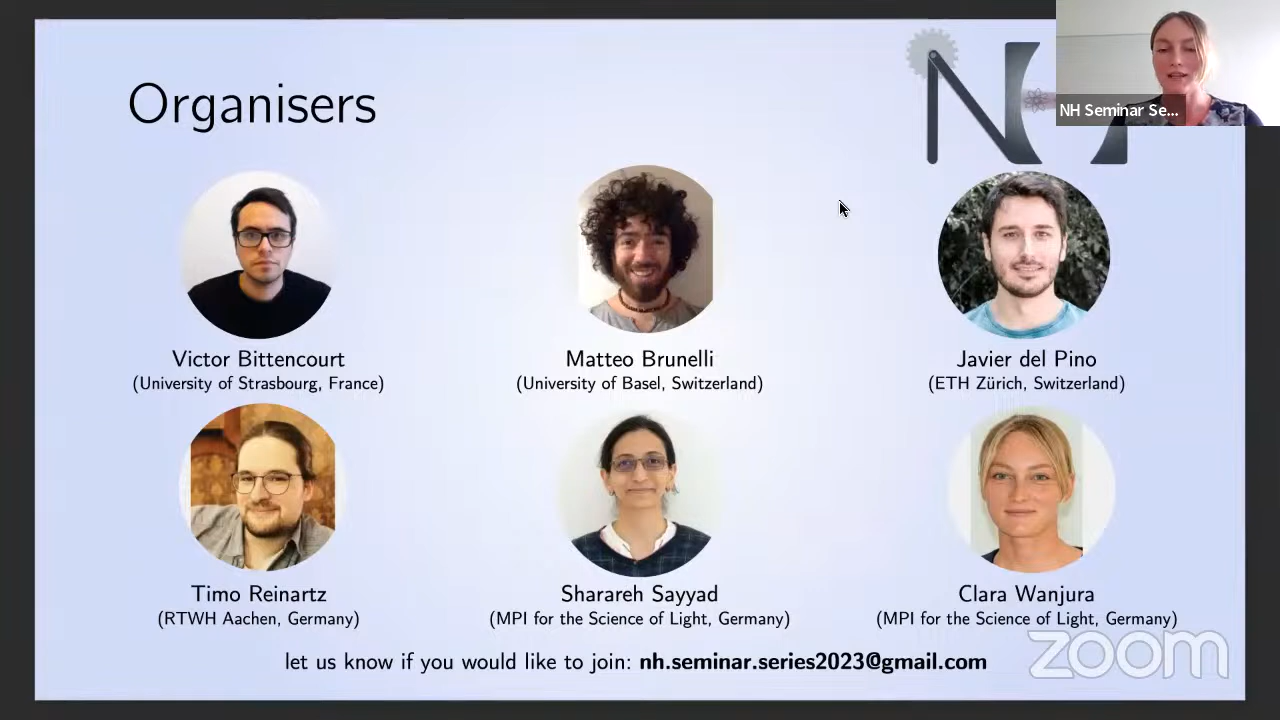 Organisers
NH Seminar Se...
Victor Bittencourt
(University of Strasbourg, France)
Matteo Brunelli
(University of Basel, Switzerland)
Javier del Pino
(ETH Zürich, Switzerland)
Timo Reinartz
(RTWH Aachen, Germany)
Sharareh Sayyad
(MPI for the Science of Light, Germany)
Clara Wanjura
(MPI for the Science of Light, Germany)
let us know if you would like to join: nh.seminar.series2023@gmail.com
zoom